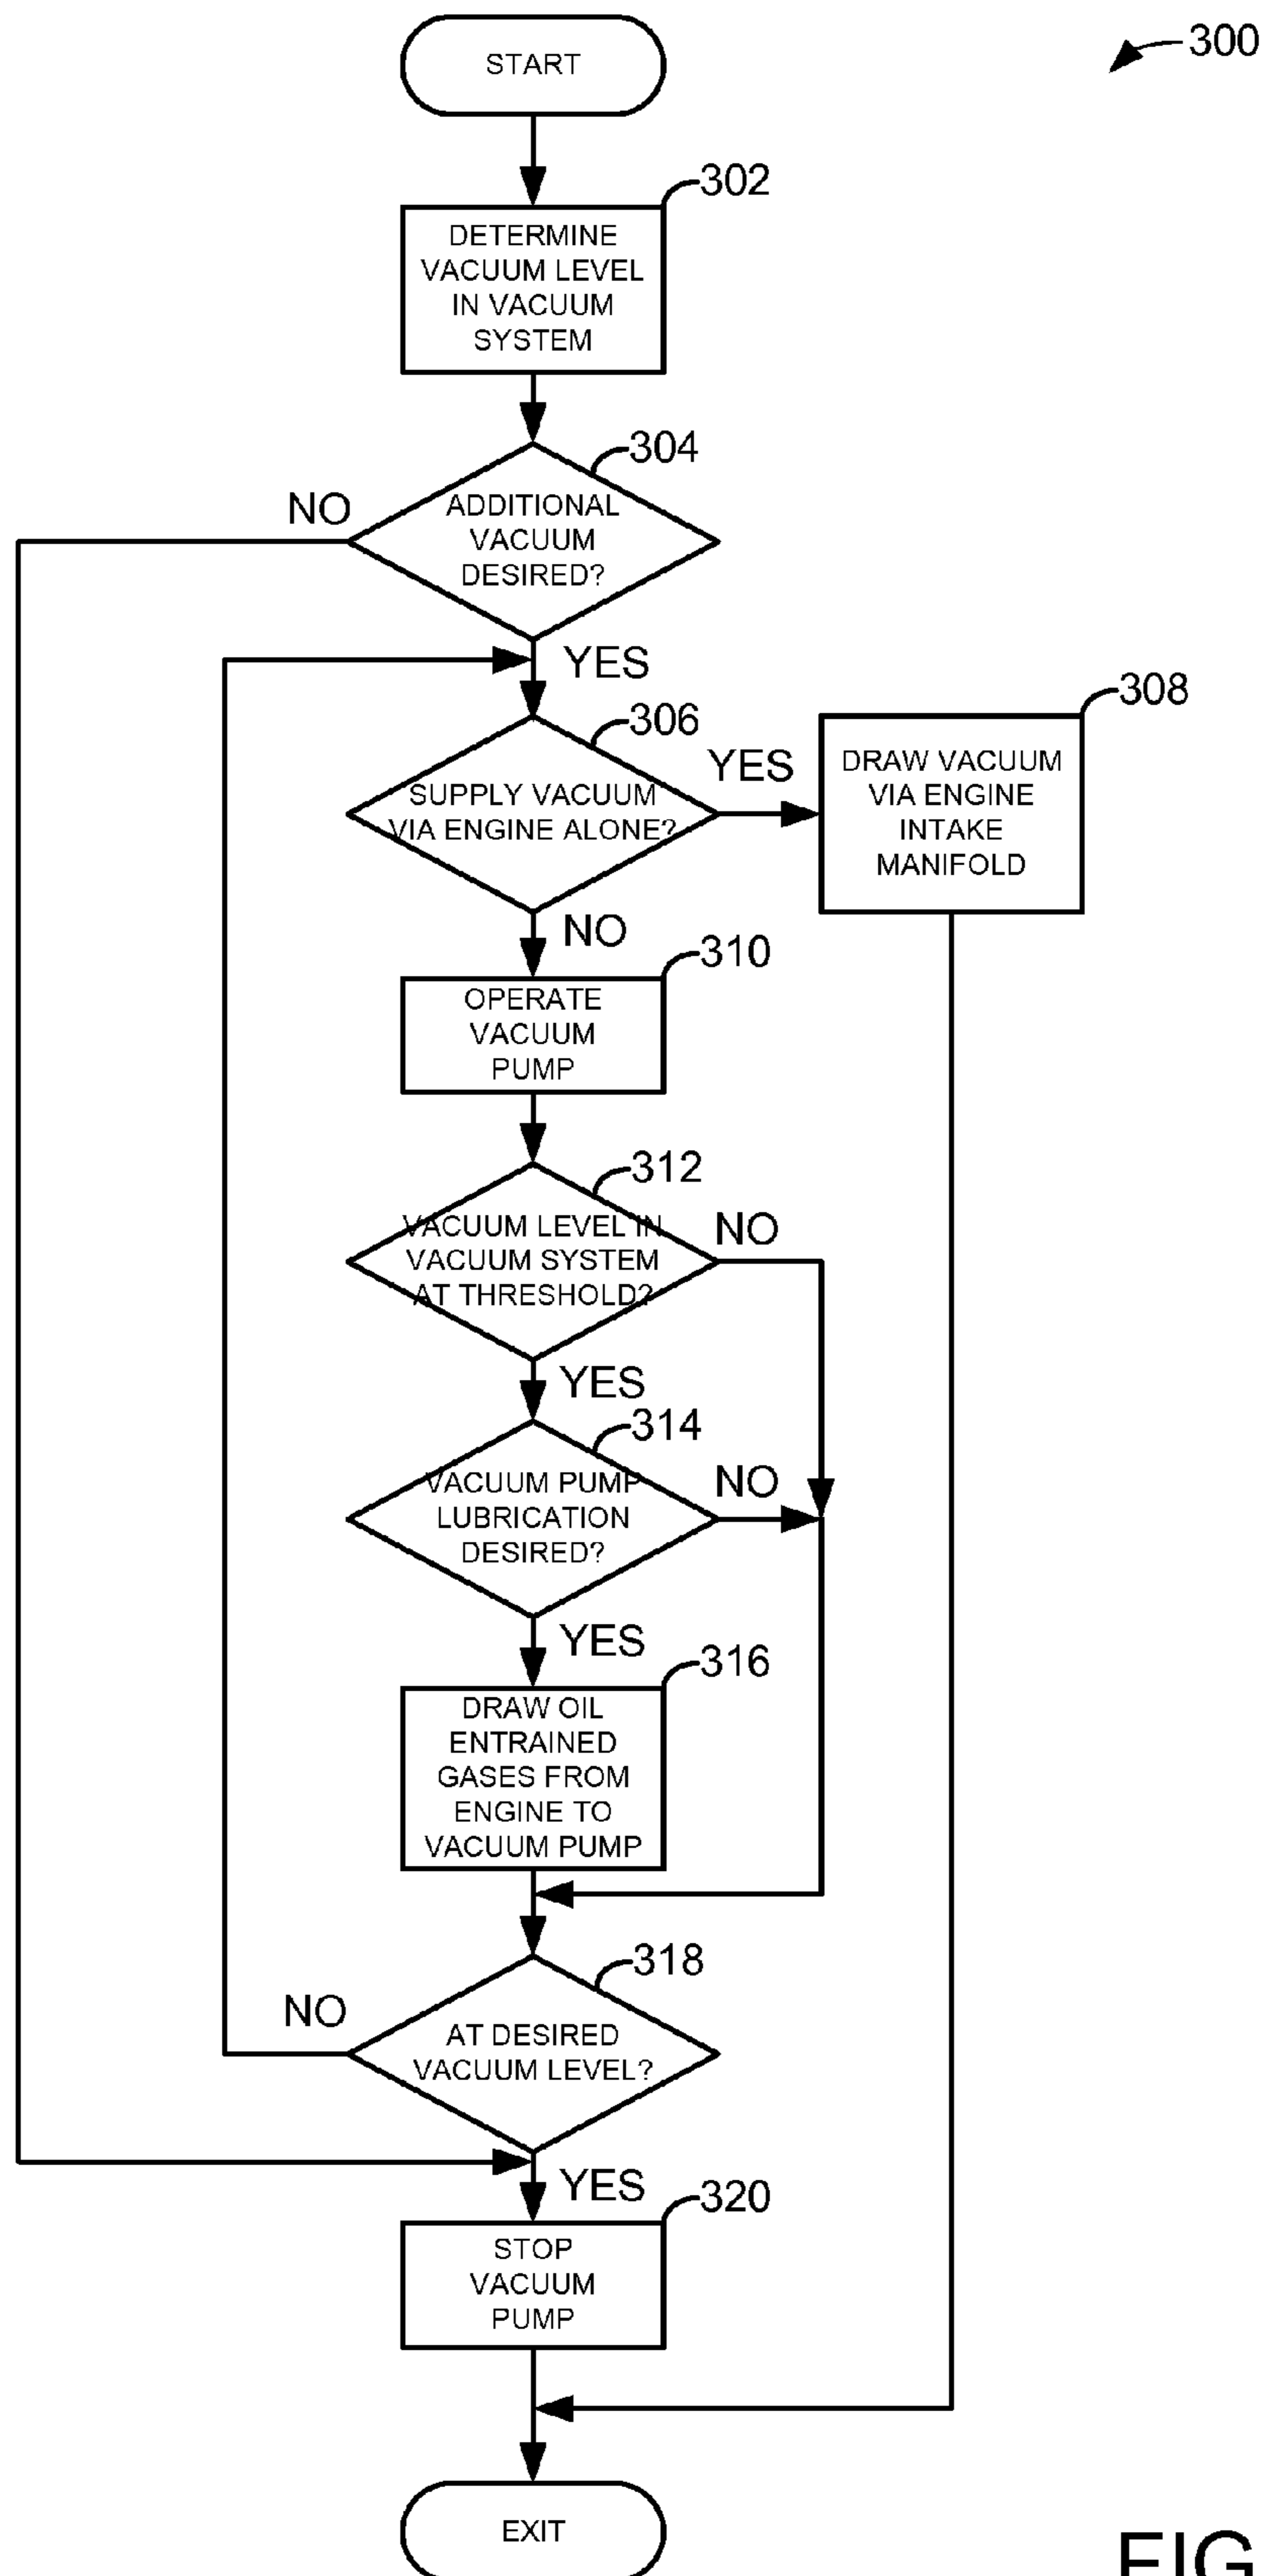 START
300
302
DETERMINE
VACUUM LEVEL
IN VACUUM
SYSTEM
304
NO
ADDITIONAL
VACUUM
DESIRED?
YES
306
308
YES
SUPPLY VACUUM
VIA ENGINE ALONE?
DRAW VACUUM
VIA ENGINE
INTAKE
MANIFOLD
NO
310
OPERATE
VACUUM
PUMP
312
NO
VACUUM LEVEL IN
VACUUM SYSTEM
AT THRESHOLD?
YES
314
NO
VACUUM PUMP
LUBRICATION
DESIRED?
YES
316
DRAW OIL
ENTRAINED
GASES FROM
ENGINE TO
VACUUM PUMP
318
NO
AT DESIRED
VACUUM LEVEL?
YES
320
STOP
VACUUM
PUMP
EXIT
FIG